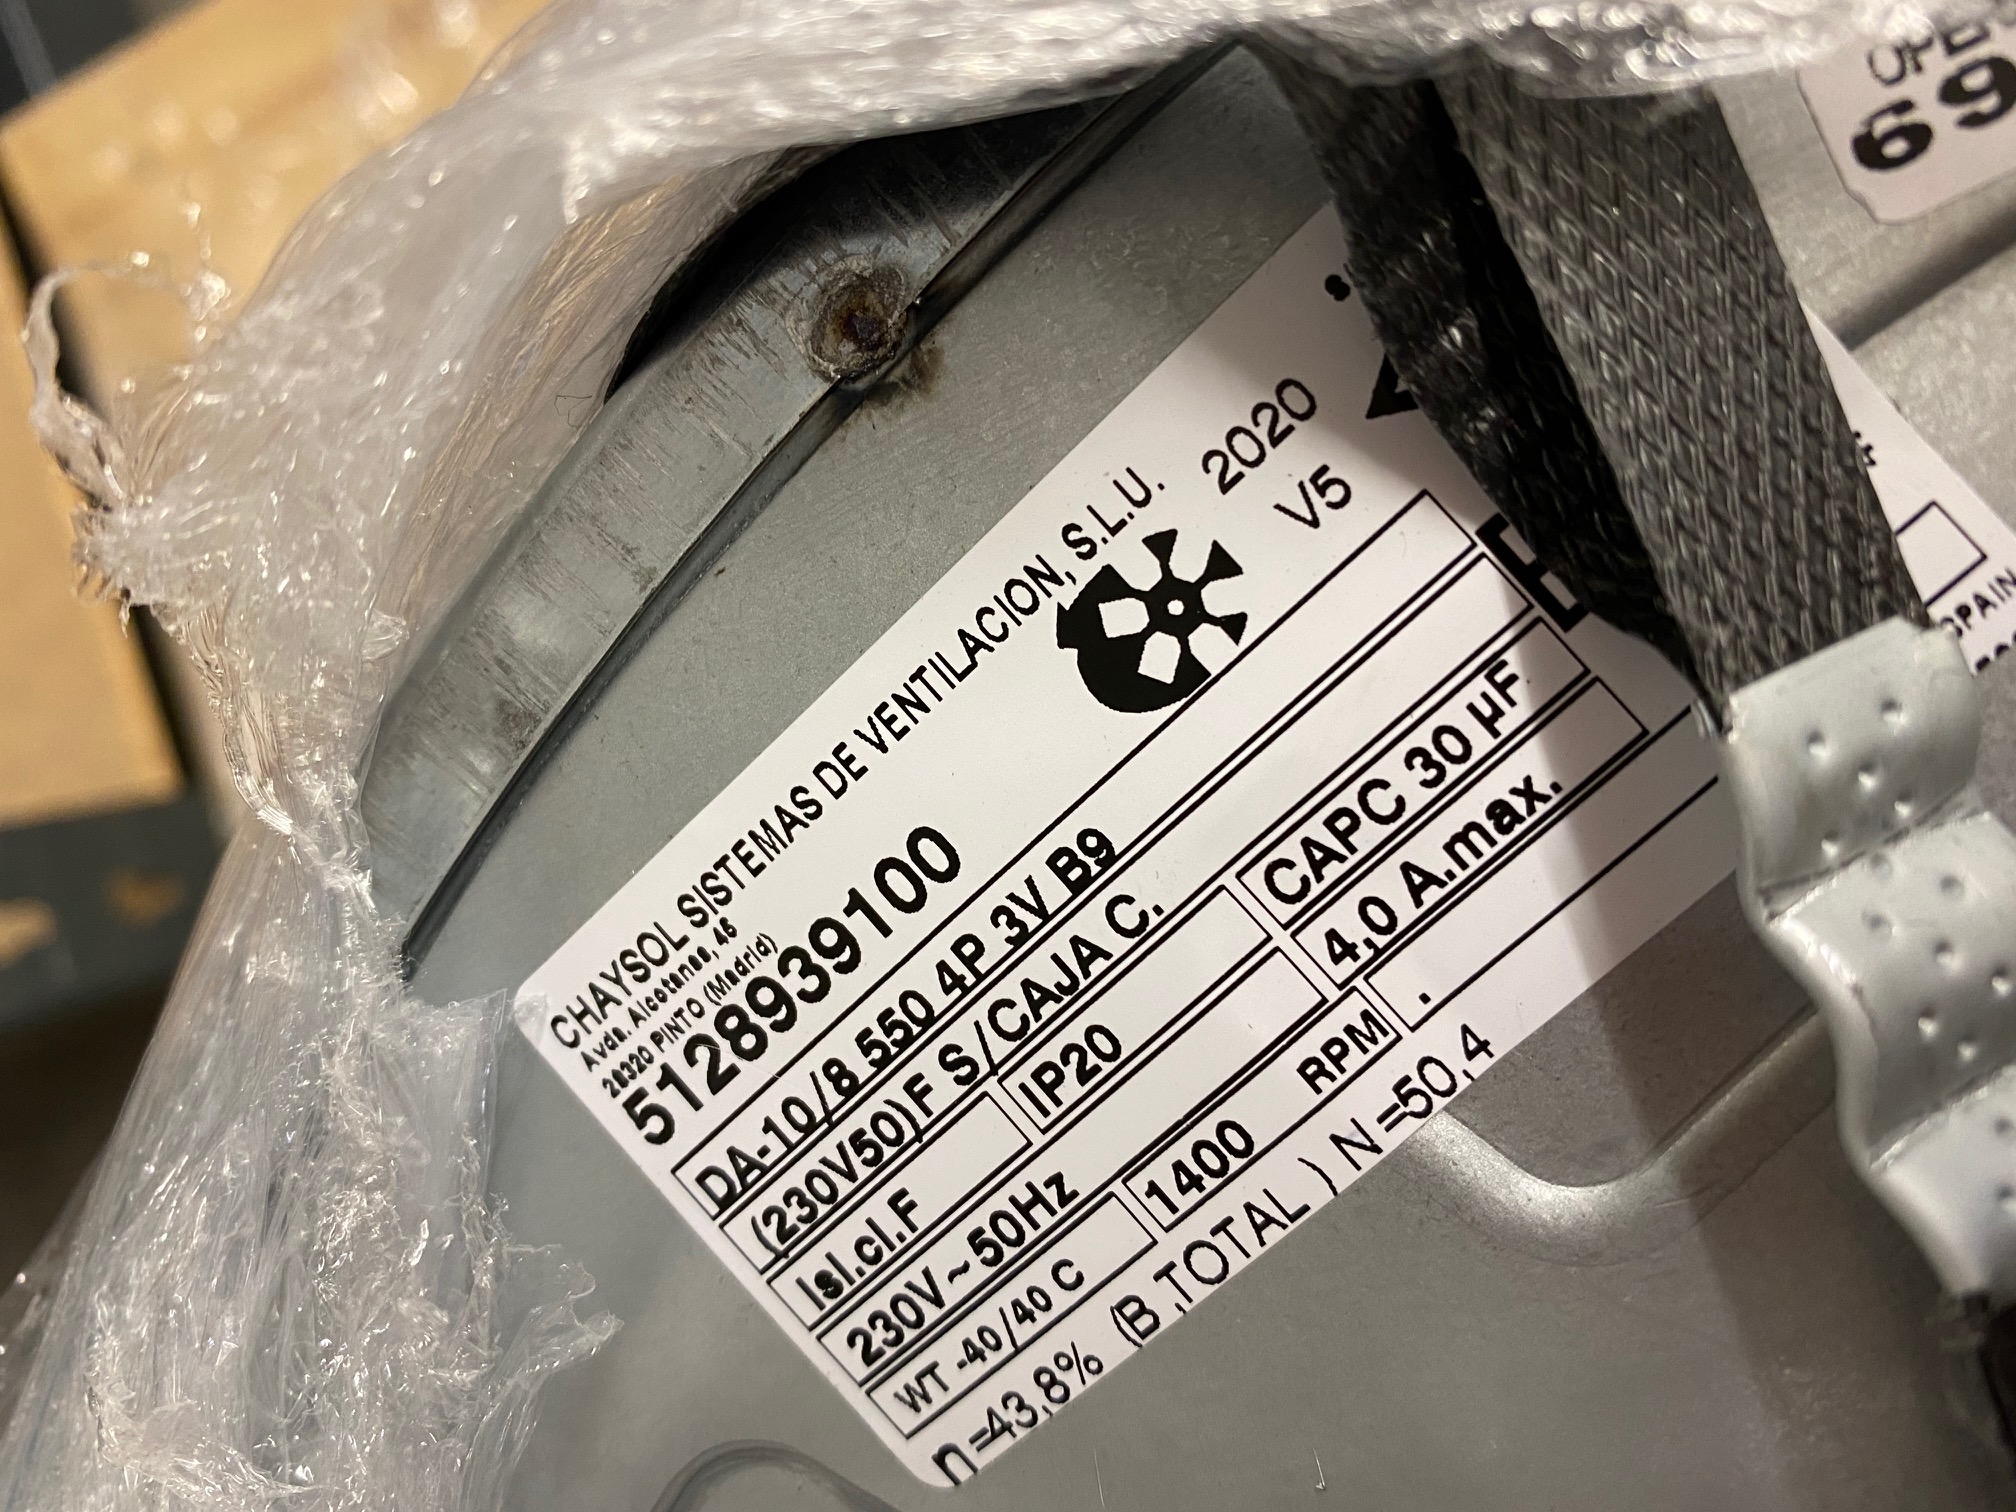 CHAYSOL SISTEMAS DE VENTILACION, S.L.U. 2020
Avda. Alcotanes, 46
28320 PINTO (Madrid)
V5
5128939100
DA-10/8 550 4P 3V B9
(230V50)F S/CAJA C.
Isl.cl.F
IP20
CAPC 30 µF
230V~50Hz
4,0 A.max.
WT -40/40 C
1400 RPM
.
n=43,8% (B,TOTAL ) N=50,4
SPAIN
69